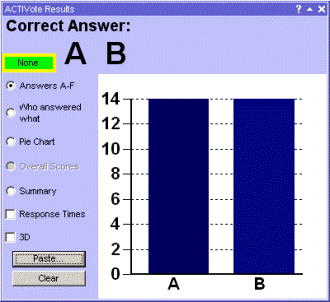 ACTIVote Results
Correct Answer:
None
A B
Answers A-F
Who answered
what
Pie Chart
Overall Scores
Summary
Response Times
3D
Paste...
Clear
14
12
10
8
6
4
2
0
A B